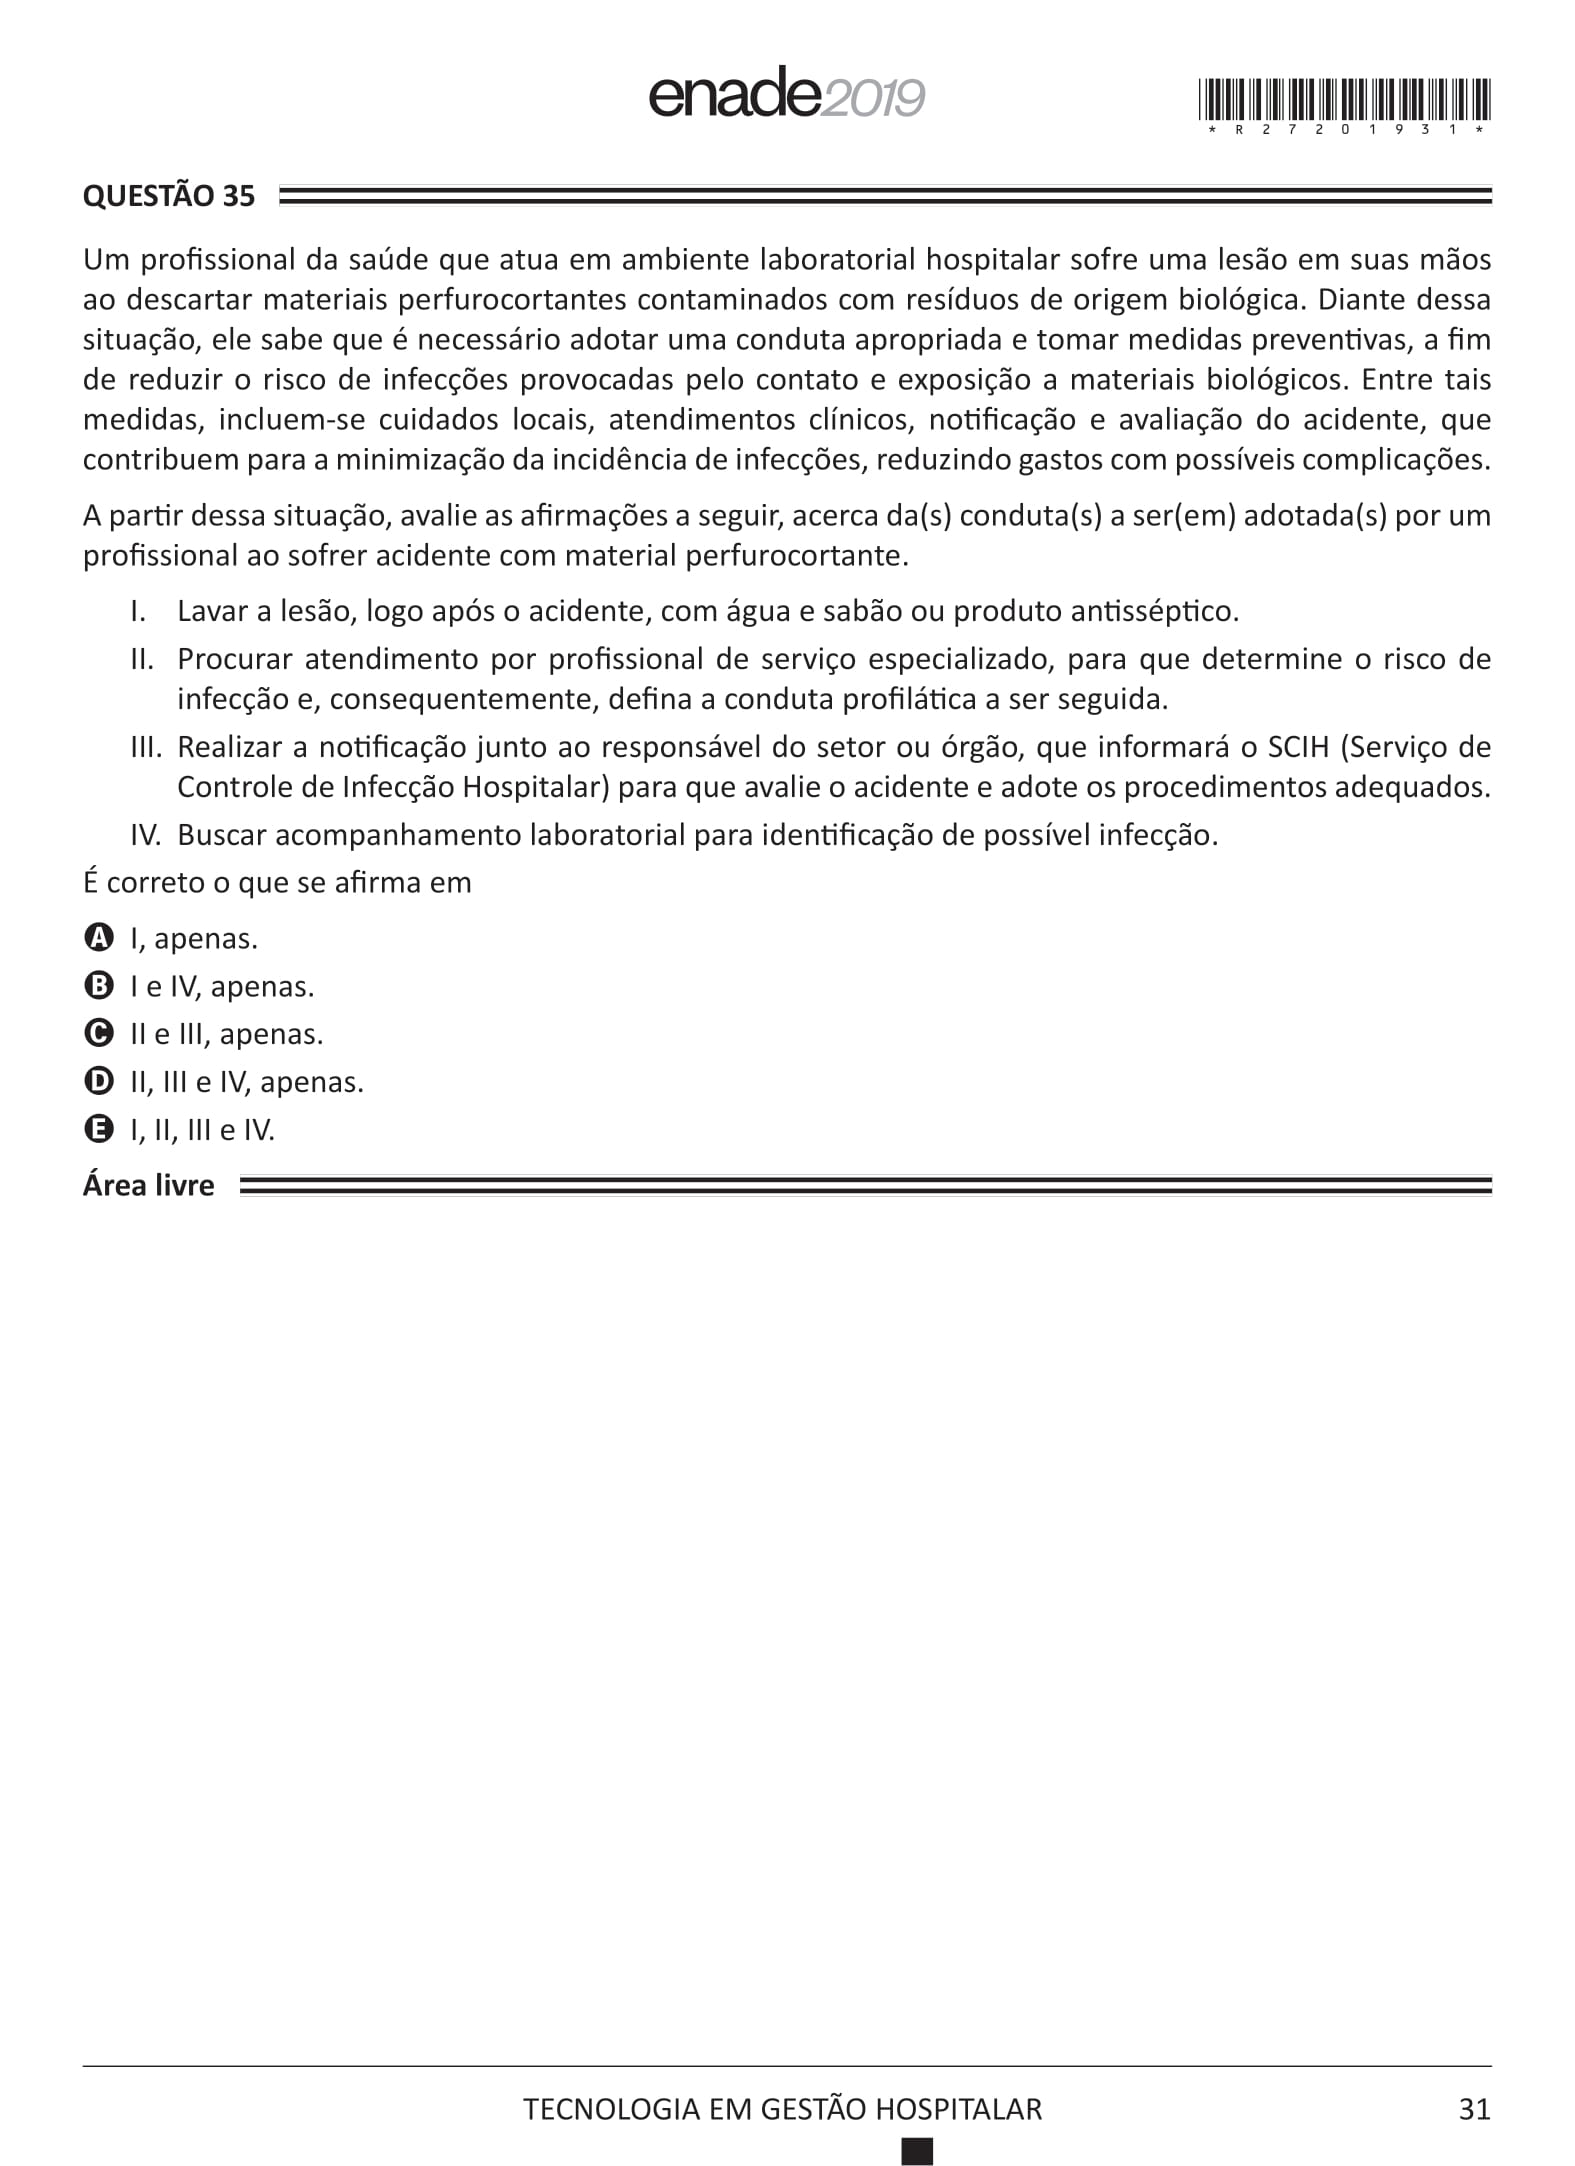 enade2019
*R27201931*
QUESTÃO 35
Um profissional da saúde que atua em ambiente laboratorial hospitalar sofre uma lesão em suas mãos
ao descartar materiais perfurocortantes contaminados com resíduos de origem biológica. Diante dessa
situação, ele sabe que é necessário adotar uma conduta apropriada e tomar medidas preventivas, a fim
de reduzir o risco de infecções provocadas pelo contato e exposição a materiais biológicos. Entre tais
medidas, incluem-se cuidados locais, atendimentos clínicos, notificação e avaliação do acidente, que
contribuem para a minimização da incidência de infecções, reduzindo gastos com possíveis complicações.
A partir dessa situação, avalie as afirmações a seguir, acerca da(s) conduta(s) a ser(em) adotada(s) por um
profissional ao sofrer acidente com material perfurocortante.
I. Lavar a lesão, logo após o acidente, com água e sabão ou produto antisséptico.
II. Procurar atendimento por profissional de serviço especializado, para que determine o risco de
infecção e, consequentemente, defina a conduta profilática a ser seguida.
III. Realizar a notificação junto ao responsável do setor ou órgão, que informará o SCIH (Serviço de
Controle de Infecção Hospitalar) para que avalie o acidente e adote os procedimentos adequados.
IV. Buscar acompanhamento laboratorial para identificação de possível infecção.
É correto o que se afirma em
A I, apenas.
B I e IV, apenas.
C II e III, apenas.
D II, III e IV, apenas.
E I, II, III e IV.
Área livre
TECNOLOGIA EM GESTÃO HOSPITALAR 31